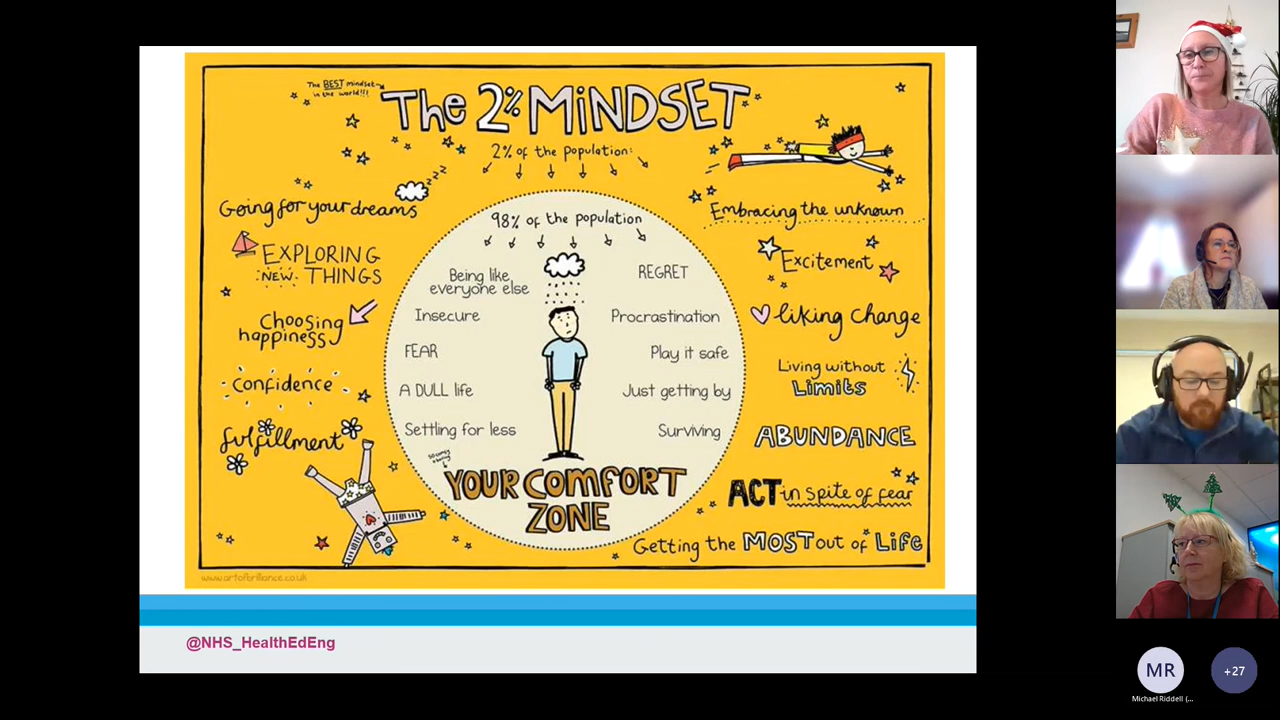 The BEST mindset
in the world!!!
The 2% MiNDSET
2% of the population:
zzz
Going for your dreams
EXPLORING
NEW THINGS
Choosing
happiness
Confidence
fulfillment
98% of the population
Being like
everyone else
Insecure
FEAR
A DULL life
Settling for less
REGRET
Procrastination
Play it safe
Just getting by
Surviving
YOUR COMFORT
ZONE
Embracing the unknown
Excitement
liking change
Living without
Limits
ABUNDANCE
ACT in spite of fear
Getting the MOST out of Life
www.artofbrilliance.co.uk
@NHS_HealthEdEng
MR
+27
Michael Riddell (...